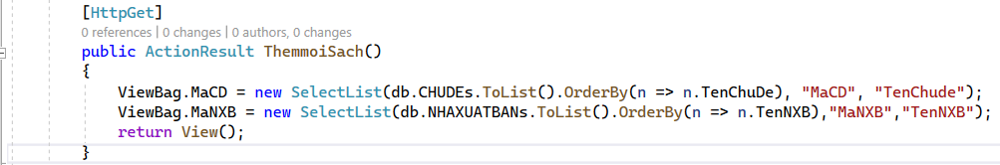 [HttpGet]
0 references | 0 changes | 0 authors, 0 changes
public ActionResult ThemmoiSach()
{
ViewBag.MaCD = new SelectList(db.CHUDEs.ToList().OrderBy(n => n.TenChuDe), "MaCD", "TenChude");
ViewBag.MaNXB = new SelectList(db.NHAXUATBANs.ToList().OrderBy(n => n.TenNXB),"MaNXB","TenNXB");
return View();
}